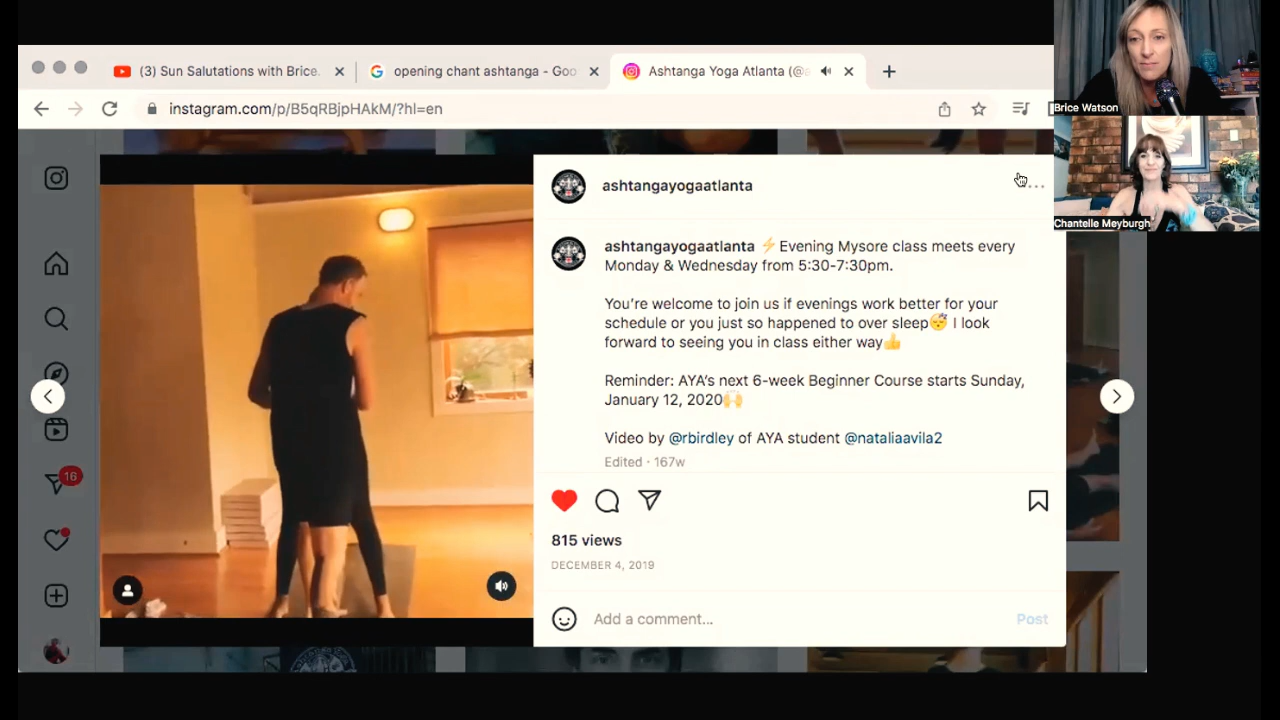 (3) Sun Salutations with Brice
opening chant ashtanga - Goo
Ashtanga Yoga Atlanta (@a
instagram.com/p/B5qRBjpHAkM/?hl=en
Brice Watson
Chantelle Meyburgh
ashtangayogaatlanta
ashtangayogaatlanta ⚡Evening Mysore class meets every
Monday & Wednesday from 5:30-7:30pm.
You're welcome to join us if evenings work better for your
schedule or you just so happened to over sleep😴 I look
forward to seeing you in class either way👍
Reminder: AYA's next 6-week Beginner Course starts Sunday,
January 12, 2020🙌
Video by @rbirdley of AYA student @nataliaavila2
Edited · 167w
16
815 views
DECEMBER 4, 2019
Add a comment...
Post